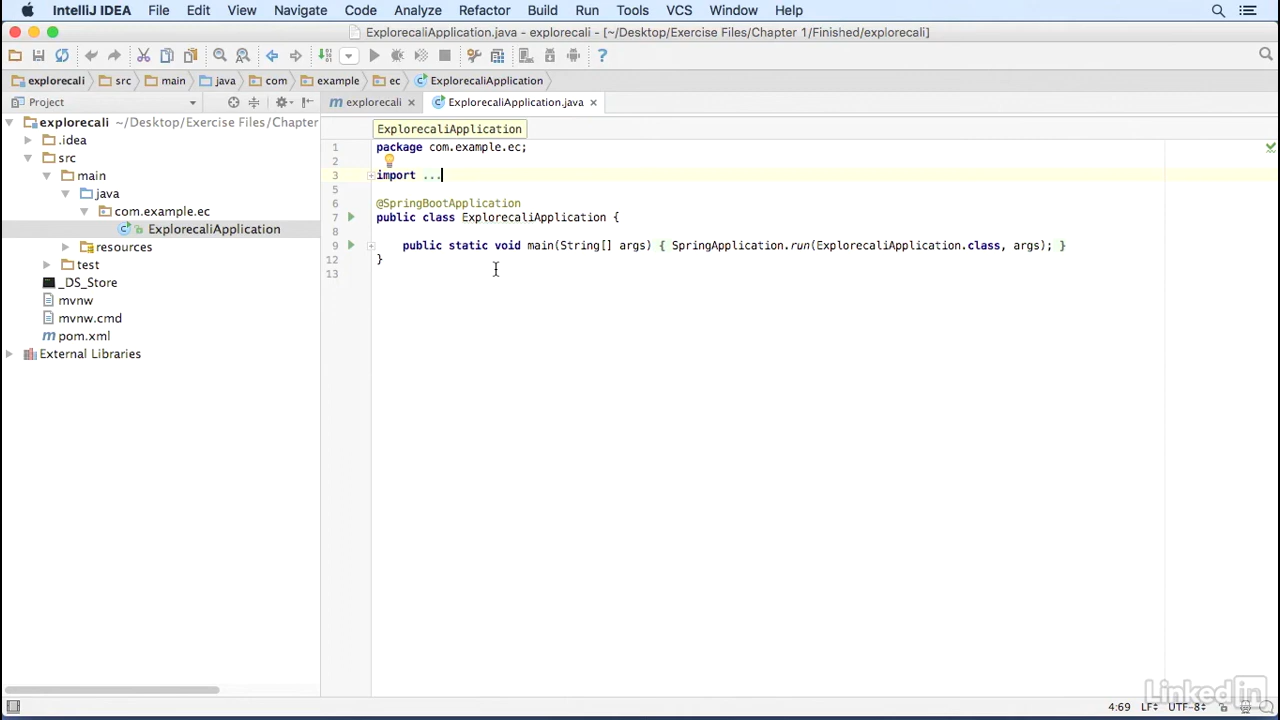 IntelliJ IDEA File Edit View Navigate Code Analyze Refactor Build Run Tools VCS Window Help
ExplorecaliApplication.java - explorecali - [~/Desktop/Exercise Files/Chapter 1/Finished/explorecali]
explorecali src main java com example ec ExplorecaliApplication
Project
explorecali
ExplorecaliApplication.java
explorecali ~/Desktop/Exercise Files/Chapter
.idea
src
main
java
com.example.ec
ExplorecaliApplication
resources
test
_DS_Store
mvnw
mvnw.cmd
pom.xml
External Libraries
ExplorecaliApplication
1 package com.example.ec;
2
3 import ...
5
6 @SpringBootApplication
7 public class ExplorecaliApplication {
8
9 public static void main(String[] args) { SpringApplication.run(ExplorecaliApplication.class, args); }
12 }
13
Linked in
4:69 LF UTF-8